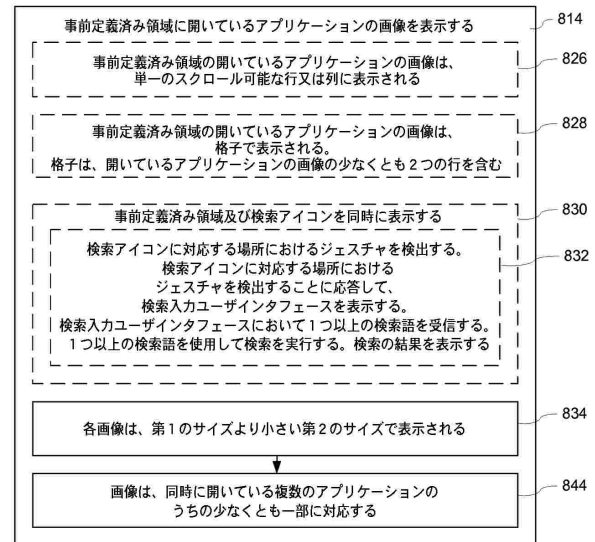 事前定義済み領域に開いているアプリケーションの画像を表示する
814
事前定義済み領域の開いているアプリケーションの画像は、
単一のスクロール可能な行又は列に表示される
826
事前定義済み領域の開いているアプリケーションの画像は、
格子で表示される。
格子は、開いているアプリケーションの画像の少なくとも２つの行を含む
828
事前定義済み領域及び検索アイコンを同時に表示する
830
検索アイコンに対応する場所におけるジェスチャを検出する。
検索アイコンに対応する場所における
ジェスチャを検出することに応答して、
検索入力ユーザインタフェースを表示する。
検索入力ユーザインタフェースにおいて１つ以上の検索語を受信する。
１つ以上の検索語を使用して検索を実行する。検索の結果を表示する
832
各画像は、第１のサイズより小さい第２のサイズで表示される
834
画像は、同時に開いている複数のアプリケーションの
うちの少なくとも一部に対応する
844